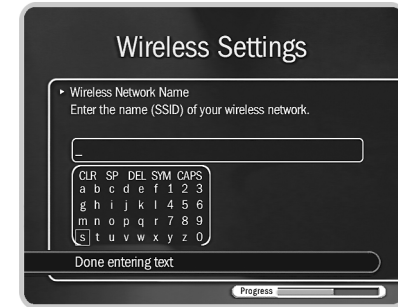 Wireless Settings
Wireless Network Name
Enter the name (SSID) of your wireless network.
_
CLR SP DEL SYM CAPS
a b c d e f 1 2 3
g h i j k l 4 5 6
m n o p q r 7 8 9
s t u v w x y z 0
Done entering text
Progress